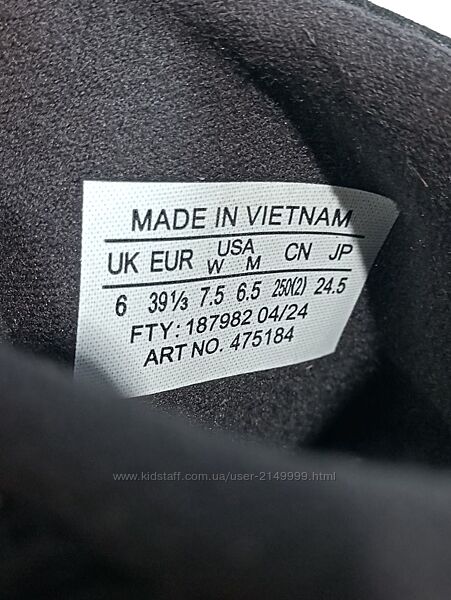 MADE IN VIETNAM
UK EUR USA W M CN JP
6 39⅓ 7.5 6.5 250(2) 24.5
FTY: 187982 04/24
ART NO. 475184
www.kidstaff.com.ua/user-2149999.html